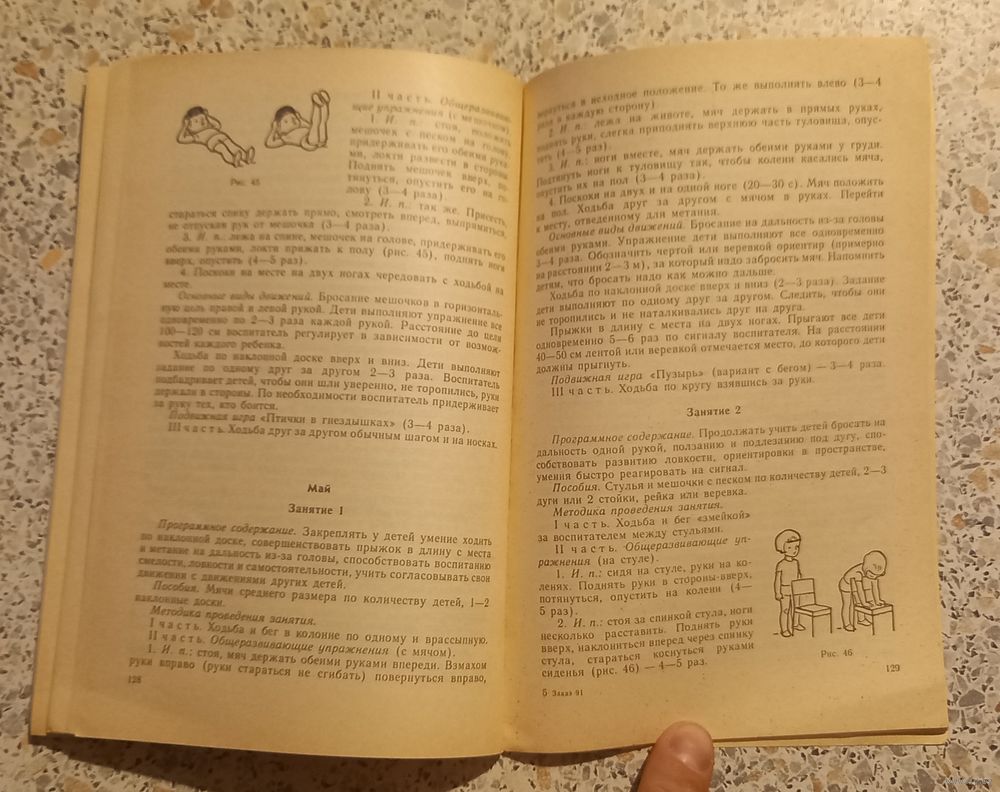 II часть. Общеразвиваю-
щие упражнения (с мешочком).
1. И. п.: стоя, положить
мешочек с песком на голову,
придерживать его обеими рука-
ми, локти развести в стороны.
Поднять мешочек вверх, по-
тянуться, опустить его на го-
лову (3—4 раза).
2. И. п.: так же. Присесть,
Рис. 45
стараться спину держать прямо, смотреть вперед, выпрямиться,
не отпуская рук от мешочка (3—4 раза).
3. И. п.: лежа на спине, мешочек на голове, придерживать его
обеими руками, локти прижать к полу (рис. 45), поднять ноги
вверх, опустить (4—5 раз).
4. Поскоки на месте на двух ногах чередовать с ходьбой на
месте.
Основные виды движений. Бросание мешочков в горизонталь-
ную цель правой и левой рукой. Дети выполняют упражнение все
одновременно по 2—3 раза каждой рукой. Расстояние до цели
100—120 см воспитатель регулирует в зависимости от возмож-
ностей каждого ребенка.
Ходьба по наклонной доске вверх и вниз. Дети выполняют
задание по одному друг за другом 2—3 раза. Воспитатель
подбадривает детей, чтобы они шли уверенно, не торопились, руки
держали в стороны. По необходимости воспитатель придерживает
за руку тех, кто боится.
Подвижная игра «Птички в гнездышках» (3—4 раза).
III часть. Ходьба друг за другом обычным шагом и на носках.
Май
Занятие 1
Программное содержание. Закреплять у детей умение ходить
по наклонной доске, совершенствовать прыжок в длину с места
и метание на дальность из-за головы, способствовать воспитанию
смелости, ловкости и самостоятельности, учить согласовывать свои
движения с движениями других детей.
Пособия. Мячи среднего размера по количеству детей, 1—2
наклонные доски.
Методика проведения занятия.
I часть. Ходьба и бег в колонне по одному и врассыпную.
II часть. Общеразвивающие упражнения (с мячом).
1. И. п.: стоя, мяч держать обеими руками впереди. Взмахом
руки вправо (руки стараться не сгибать) повернуться вправо,
128
вернуться в исходное положение. То же выполнять влево (3—4
раза в каждую сторону)
2. И. п. лежа на животе, мяч держать в прямых руках,
поднять руки, слегка приподнять верхнюю часть туловища, опус-
тить (4—5 раз).
3. И. п.: ноги вместе, мяч держать обеими руками у груди.
Подтянуть ноги к туловищу так, чтобы колени касались мяча,
опустить их на пол (3—4 раза).
4. Поскоки на двух и на одной ноге (20—30 с). Мяч положить
на пол. Ходьба друг за другом с мячом в руках. Перейти
к месту, отведенному для метания.
Основные виды движений. Бросание на дальность из-за головы
обеими руками. Упражнение дети выполняют все одновременно
3—4 раза. Обозначить чертой или веревкой ориентир (примерно
на расстоянии 2—3 м), за который надо забросить мяч. Напомнить
детям, что бросать надо как можно дальше.
Ходьба по наклонной доске вверх и вниз (2—3 раза). Задание
дети выполняют по одному друг за другом. Следить, чтобы они
не торопились и не наталкивались друг на друга.
Прыжки в длину с места на двух ногах. Прыгают все дети
одновременно 5—6 раз по сигналу воспитателя. На расстоянии
40—50 см лентой или веревкой отмечается место, до которого дети
должны прыгнуть.
Подвижная игра «Пузырь» (вариант с бегом) — 3—4 раза.
III часть. Ходьба по кругу взявшись за руки.
Занятие 2
Программное содержание. Продолжать учить детей бросать на
дальность одной рукой, ползанию и подлезанию под дугу, спо-
собствовать развитию ловкости, ориентировки в пространстве,
умения быстро реагировать на сигнал.
Пособия. Стулья и мешочки с песком по количеству детей, 2—3
дуги или 2 стойки, рейка или веревка.
Методика проведения занятия.
I часть. Ходьба и бег «змейкой»
за воспитателем между стульями.
II часть. Общеразвивающие уп-
ражнения (на стуле).
1. И. п.: сидя на стуле, руки на ко-
ленях. Поднять руки в стороны-вверх,
потянуться, опустить на колени (4—
5 раз).
2. И. п.: стоя за спинкой стула, ноги
несколько расставить. Поднять руки
вверх, наклониться вперед через спинку
стула, стараться коснуться руками
сиденья (рис. 46) — 4—5 раз.
Рис. 46
5 Заказ 91
129